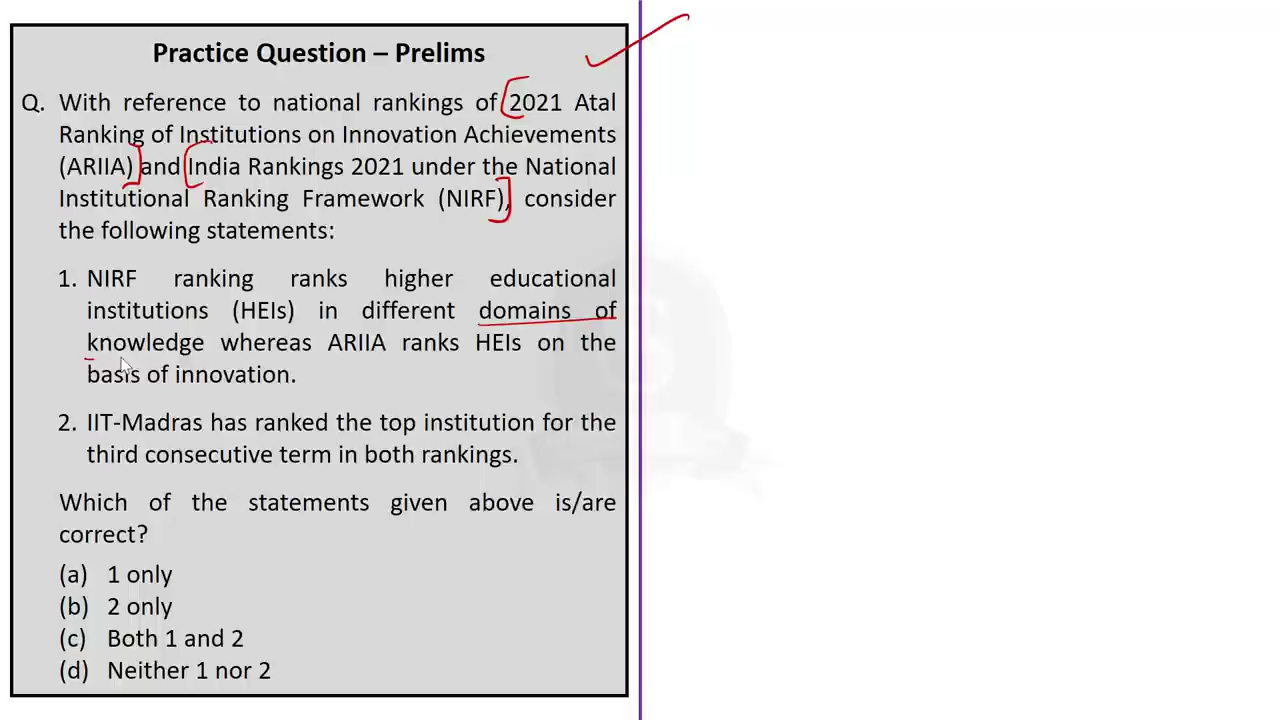 Practice Question – Prelims
Q. With reference to national rankings of 2021 Atal
Ranking of Institutions on Innovation Achievements
(ARIIA) and India Rankings 2021 under the National
Institutional Ranking Framework (NIRF), consider
the following statements:
1. NIRF ranking ranks higher educational
institutions (HEIs) in different domains of
knowledge whereas ARIIA ranks HEIs on the
basis of innovation.
2. IIT-Madras has ranked the top institution for the
third consecutive term in both rankings.
Which of the statements given above is/are
correct?
(a) 1 only
(b) 2 only
(c) Both 1 and 2
(d) Neither 1 nor 2